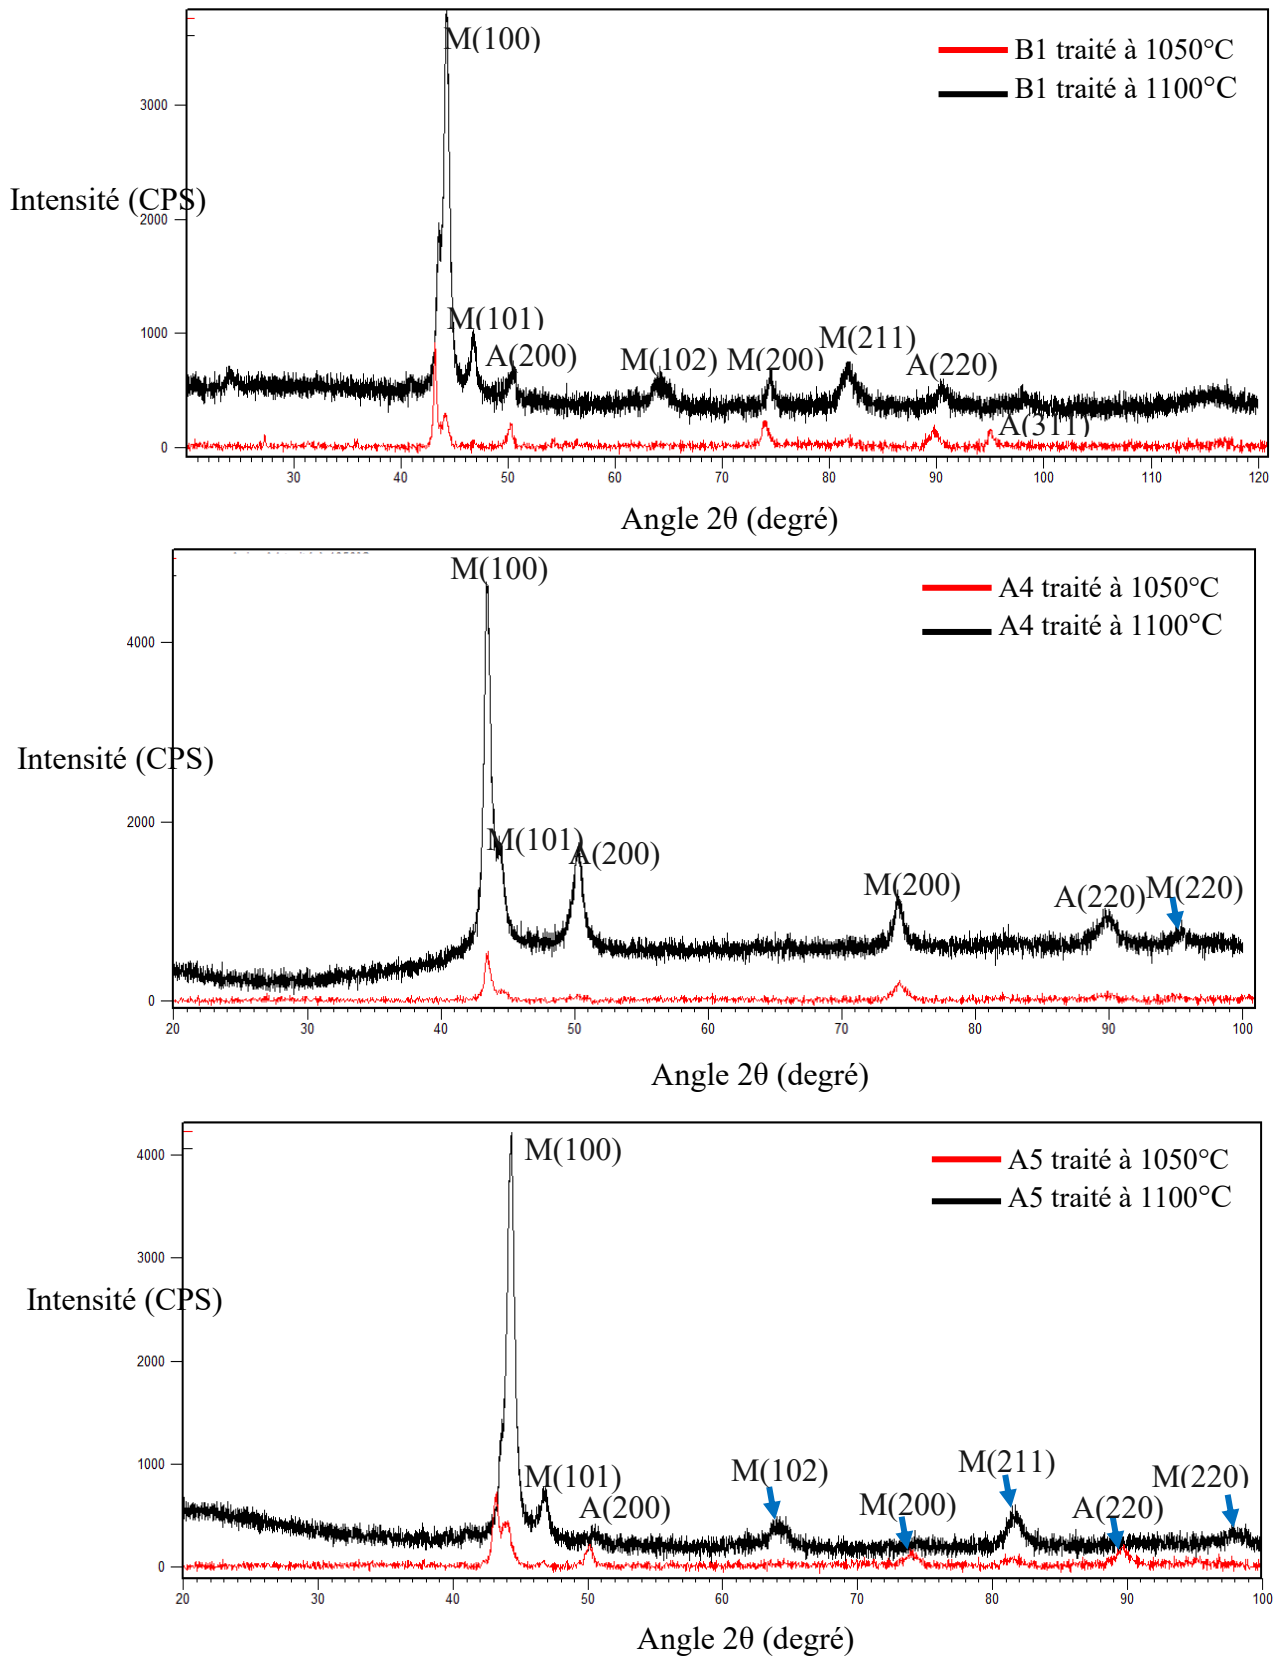 M(100)
B1 traité à 1050°C
B1 traité à 1100°C
3000
Intensité (CPS)
2000
M(101)
1000
A(200)
M(102)
M(200)
M(211)
A(220)
A(311)
0
30 40 50 60 70 80 90 100 110 120
Angle 2θ (degré)
M(100)
A4 traité à 1050°C
A4 traité à 1100°C
4000
Intensité (CPS)
2000
M(101)
A(200)
M(200)
A(220)
M(220)
0
20 30 40 50 60 70 80 90 100
Angle 2θ (degré)
M(100)
A5 traité à 1050°C
A5 traité à 1100°C
4000
3000
Intensité (CPS)
2000
1000
M(101)
A(200)
M(102)
M(200)
M(211)
A(220)
M(220)
0
20 30 40 50 60 70 80 90 100
Angle 2θ (degré)